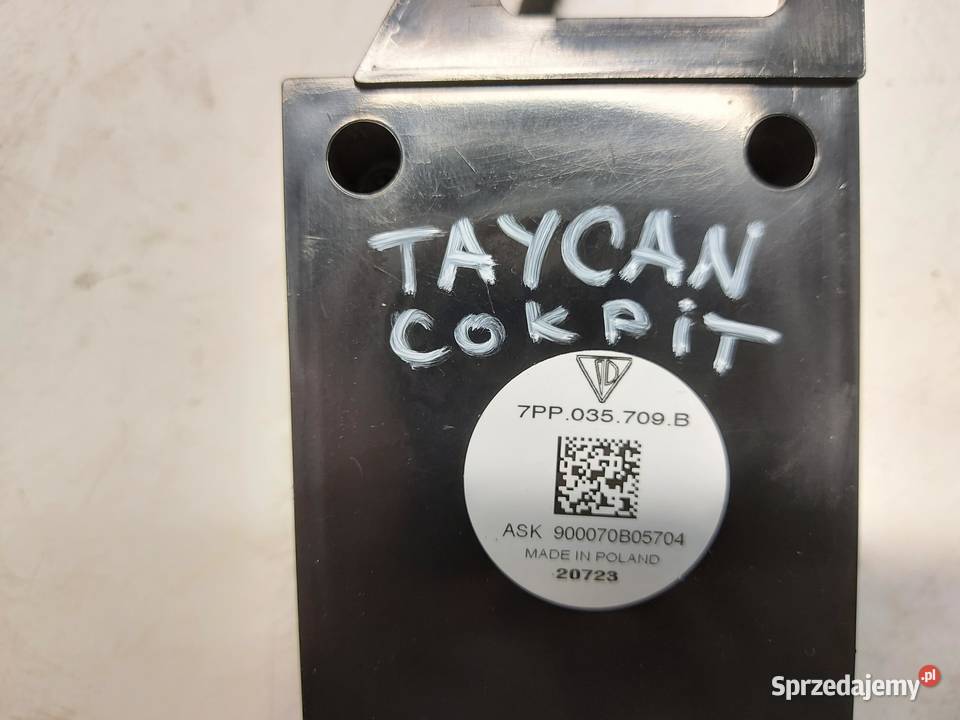 TAYCAN
COKPiT
7PP.035.709.B
ASK 900070B05704
MADE IN POLAND
20723
Sprzedajemy.pl